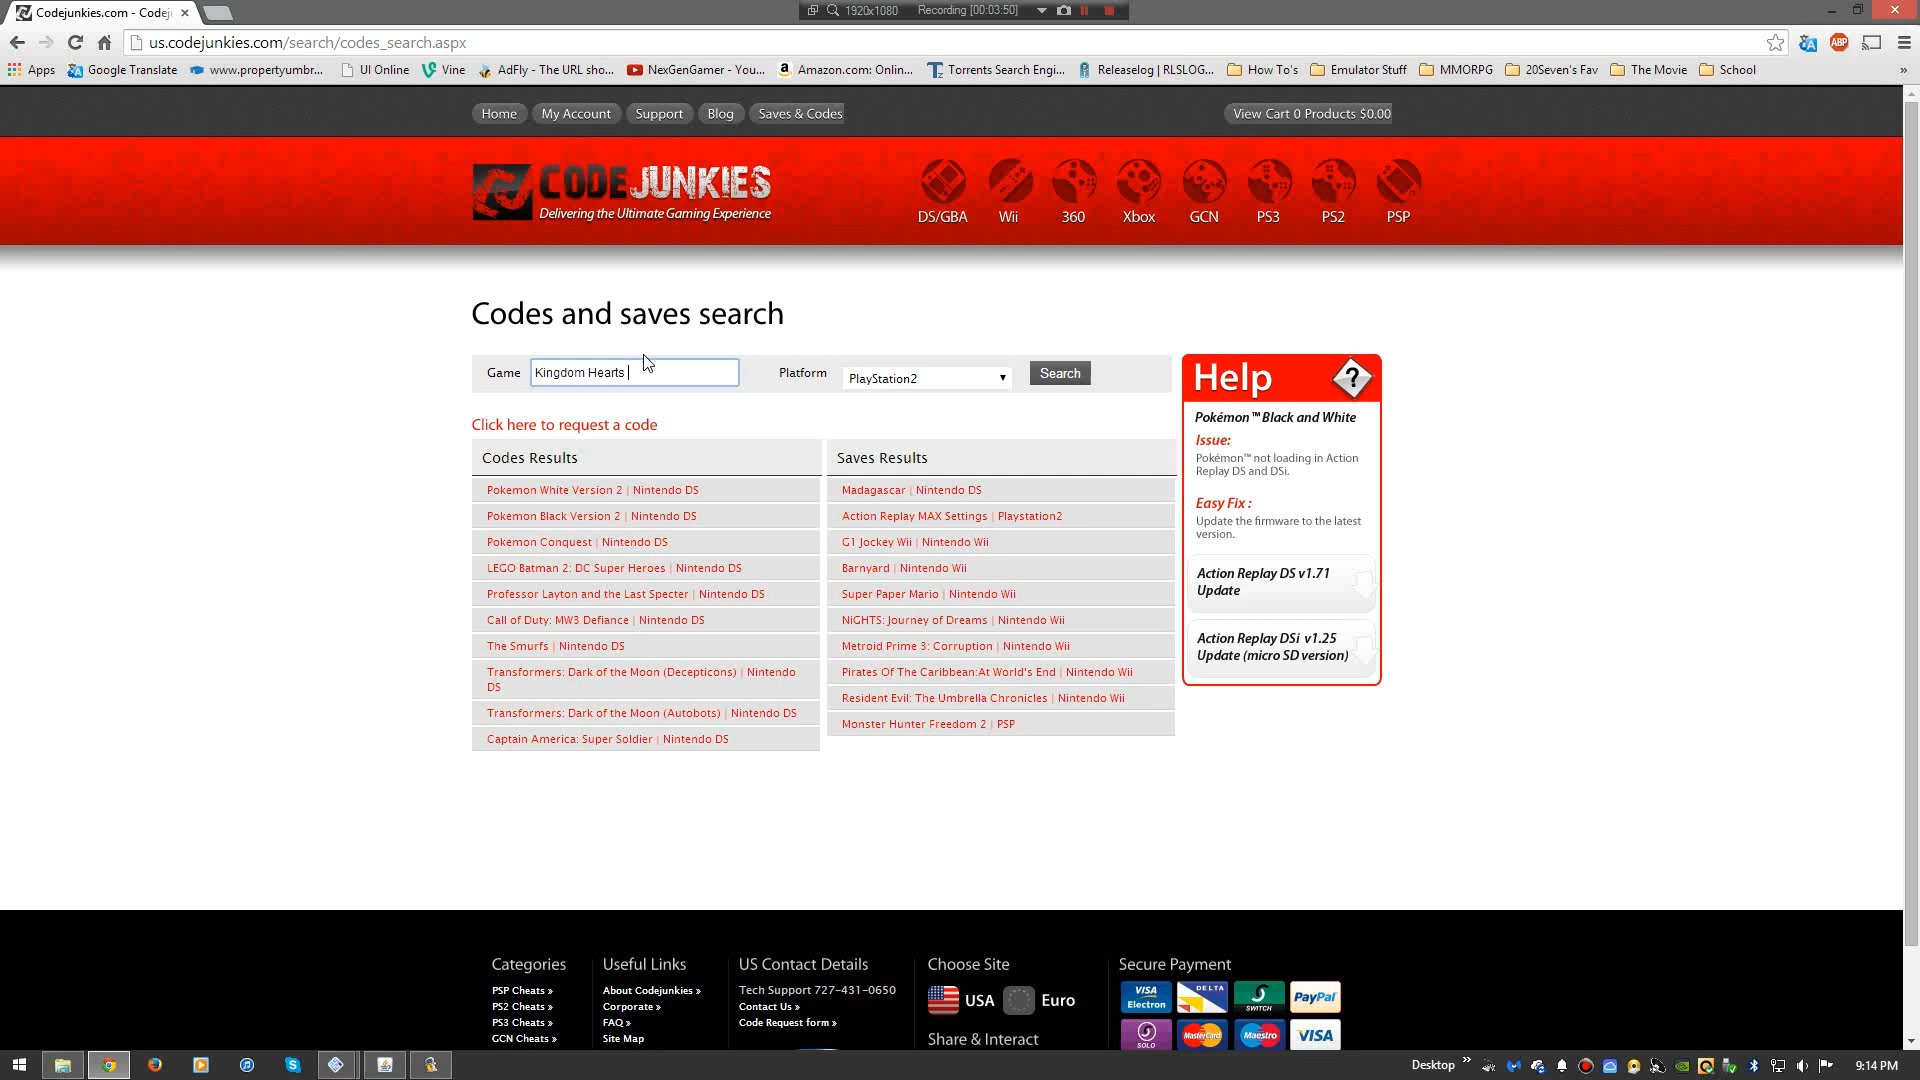 Codejunkies.com - Codej
1920x1080
Recording [00:03:50]
us.codejunkies.com/search/codes_search.aspx
ABP
Apps
Google Translate
www.propertyumbr...
UI Online
Vine
AdFly - The URL sho...
NexGenGamer - You...
Amazon.com: Onlin...
Torrents Search Engi...
Releaselog | RLSLOG...
How To's
Emulator Stuff
MMORPG
20Seven's Fav
The Movie
School
»
Home
My Account
Support
Blog
Saves & Codes
View Cart 0 Products $0.00
CODEJUNKIES
Delivering the Ultimate Gaming Experience
DS/GBA
Wii
360
Xbox
GCN
PS3
PS2
PSP
Codes and saves search
Game
Kingdom Hearts
Platform
PlayStation2
Search
Click here to request a code
Codes Results
Pokemon White Version 2 | Nintendo DS
Pokemon Black Version 2 | Nintendo DS
Pokemon Conquest | Nintendo DS
LEGO Batman 2: DC Super Heroes | Nintendo DS
Professor Layton and the Last Specter | Nintendo DS
Call of Duty: MW3 Defiance | Nintendo DS
The Smurfs | Nintendo DS
Transformers: Dark of the Moon (Decepticons) | Nintendo
DS
Transformers: Dark of the Moon (Autobots) | Nintendo DS
Captain America: Super Soldier | Nintendo DS
Saves Results
Madagascar | Nintendo DS
Action Replay MAX Settings | Playstation2
G1 Jockey Wii | Nintendo Wii
Barnyard | Nintendo Wii
Super Paper Mario | Nintendo Wii
NiGHTS: Journey of Dreams | Nintendo Wii
Metroid Prime 3: Corruption | Nintendo Wii
Pirates Of The Caribbean:At World's End | Nintendo Wii
Resident Evil: The Umbrella Chronicles | Nintendo Wii
Monster Hunter Freedom 2 | PSP
Help
?
Pokémon™ Black and White
Issue:
Pokémon™ not loading in Action
Replay DS and DSi.
Easy Fix :
Update the firmware to the latest
version.
Action Replay DS v1.71
Update
Action Replay DSi v1.25
Update (micro SD version)
Categories
PSP Cheats »
PS2 Cheats »
PS3 Cheats »
GCN Cheats »
Useful Links
About Codejunkies »
Corporate »
FAQ »
Site Map
US Contact Details
Tech Support 727-431-0650
Contact Us »
Code Request form »
Choose Site
USA
Euro
Share & Interact
Secure Payment
VISA
Electron
DELTA
SWITCH
PayPal
SOLO
MasterCard
Maestro
VISA
Desktop
»
9:14 PM